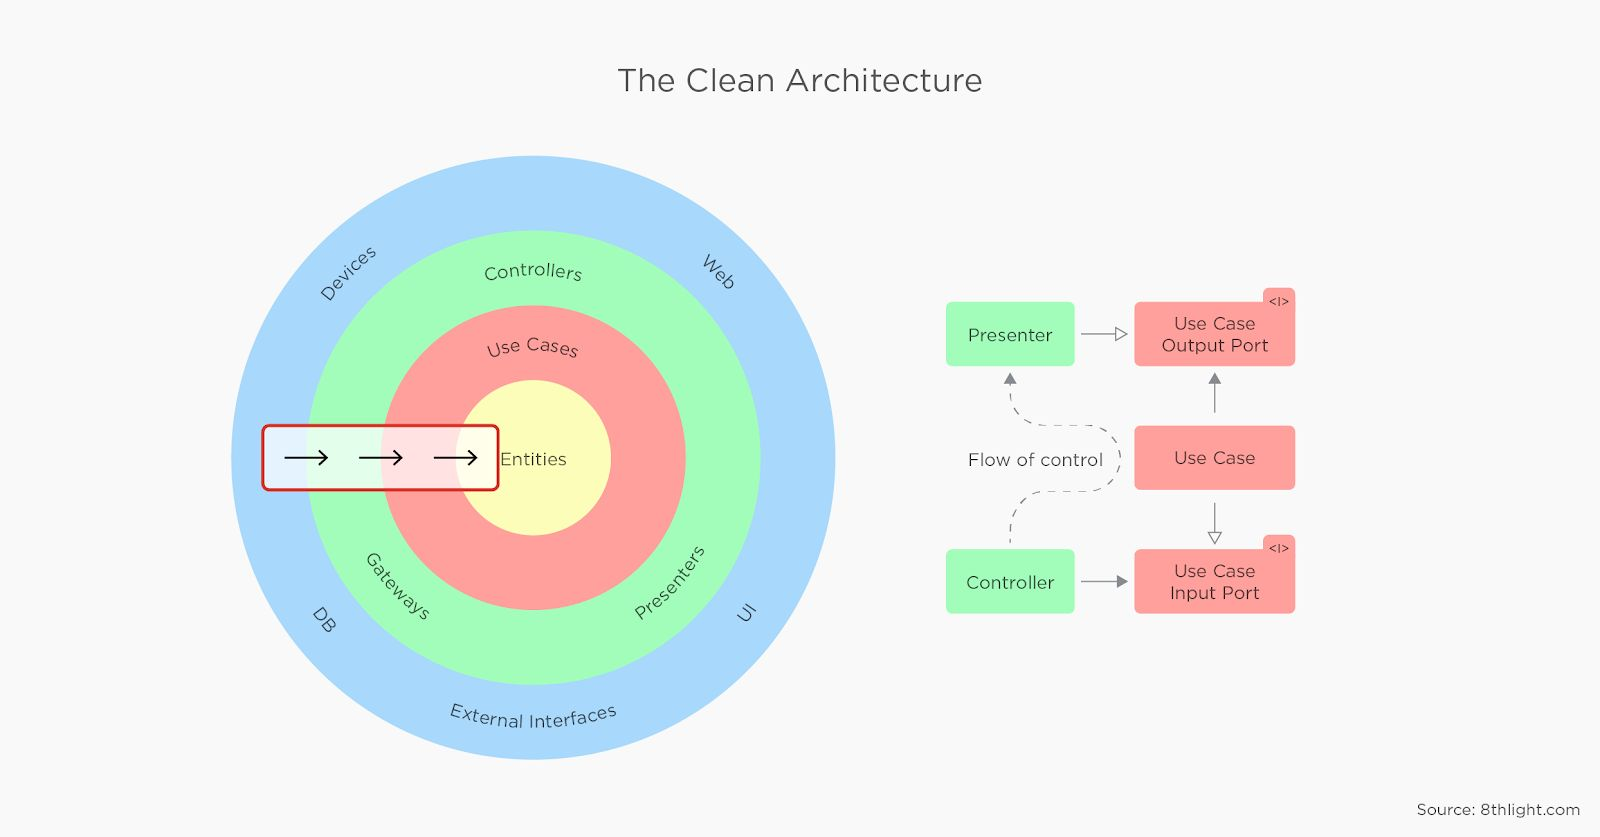 The Clean Architecture
Devices
Web
Controllers
Use Cases
Entities
Gateways
Presenters
DB
UI
External Interfaces
<I>
Presenter
Use Case
Output Port
Flow of control
Use Case
<I>
Controller
Use Case
Input Port
Source: 8thlight.com